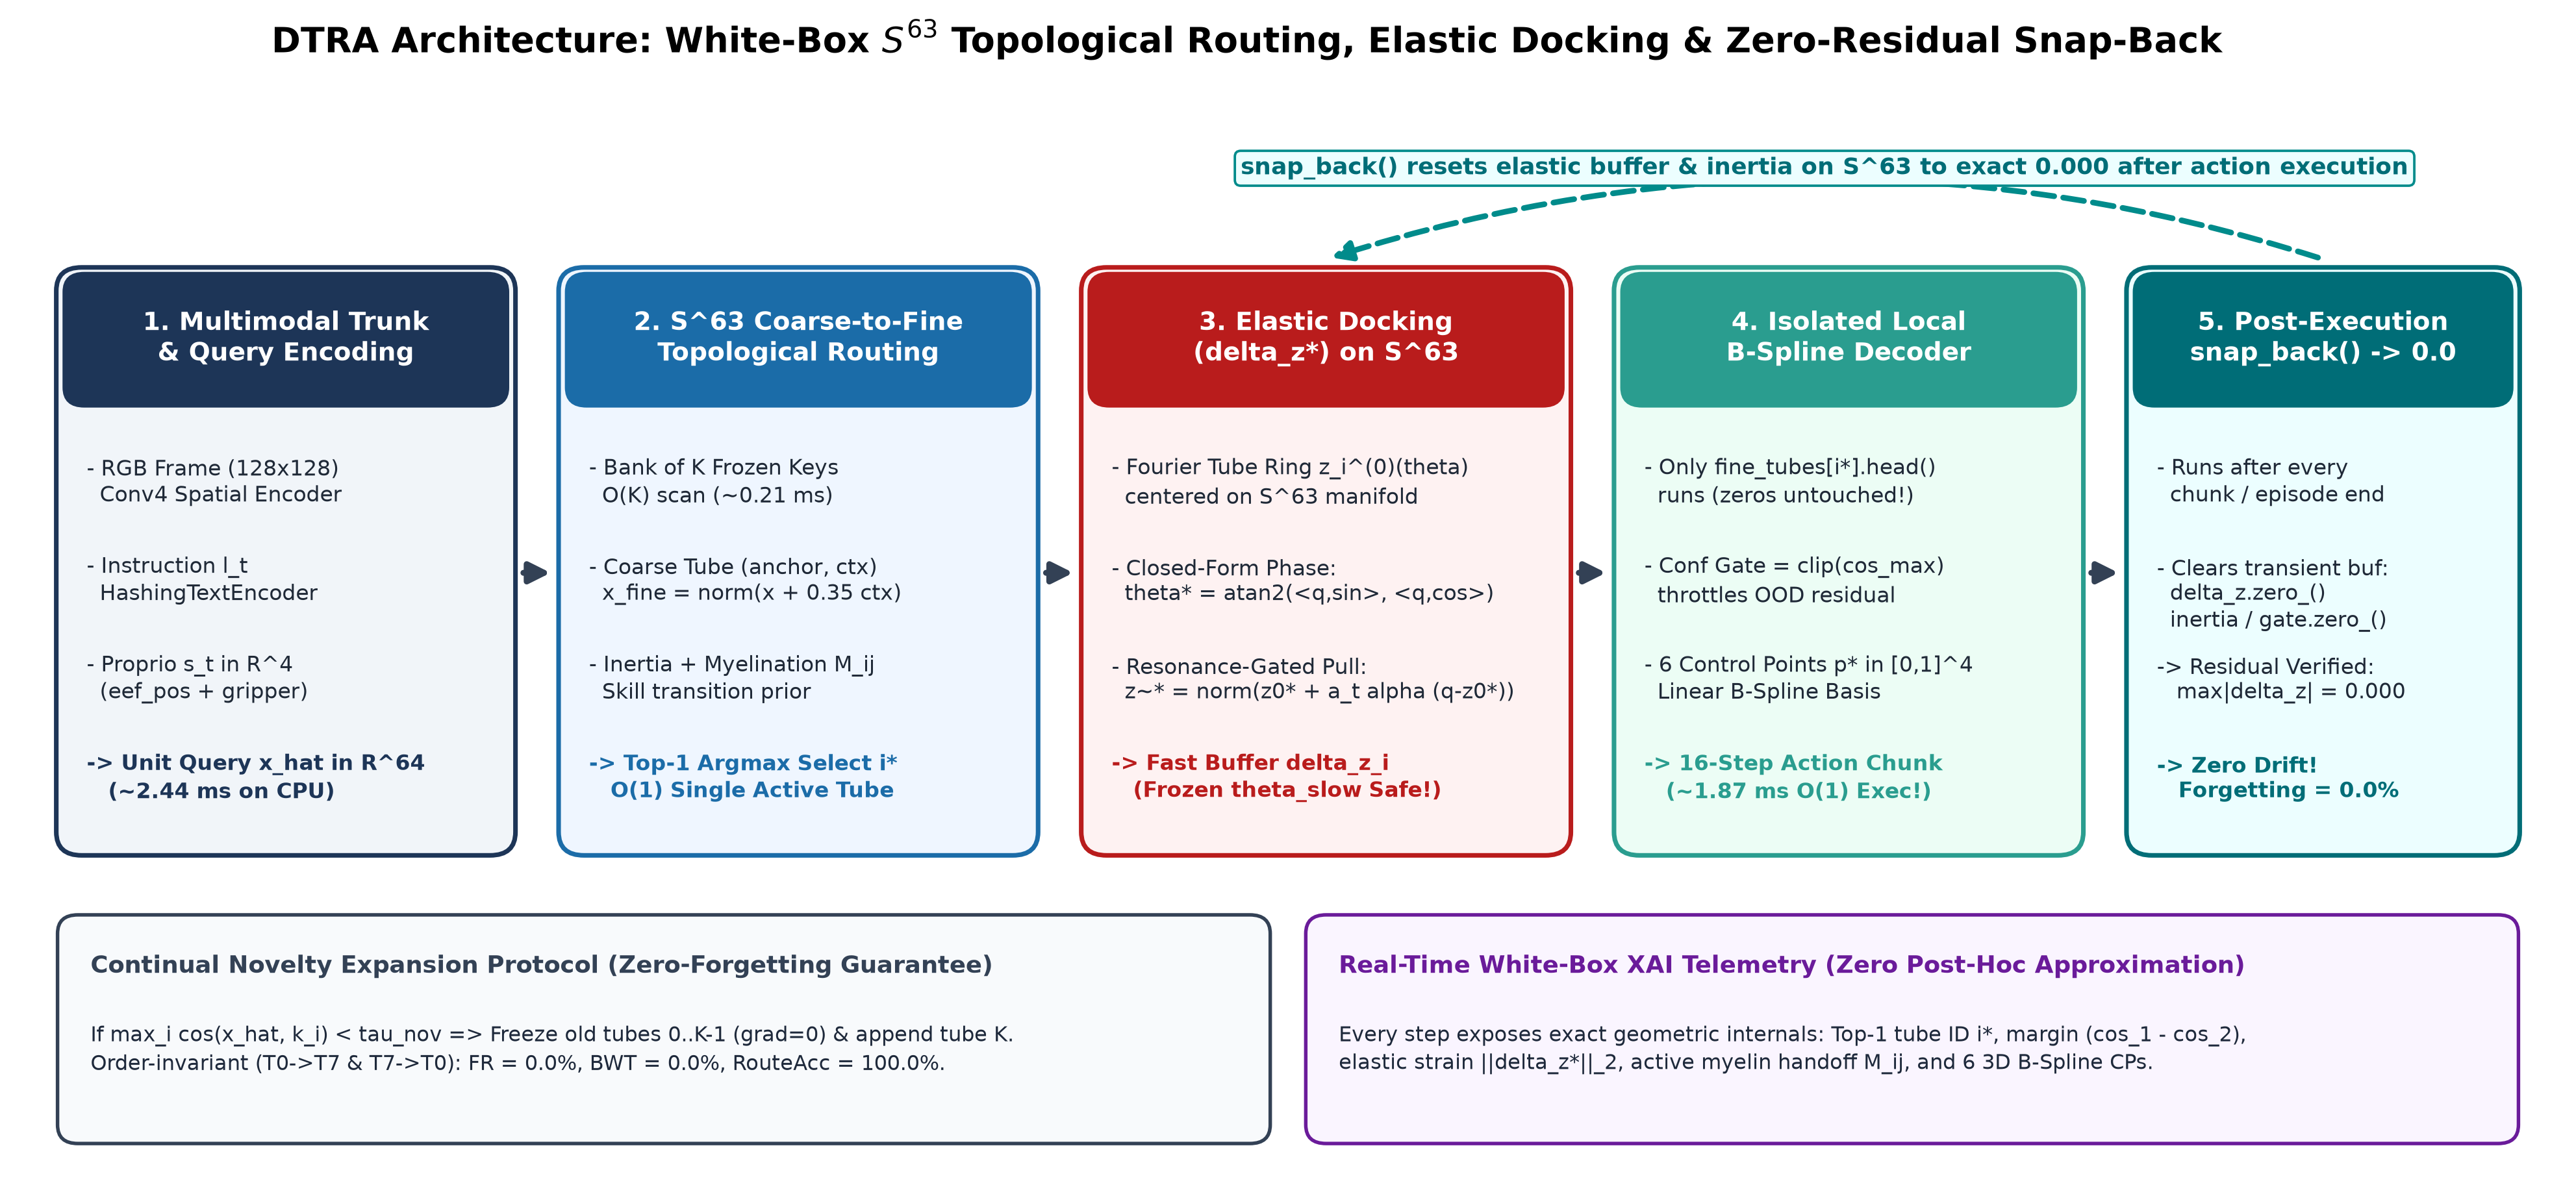 DTRA Architecture: White-Box S^63 Topological Routing, Elastic Docking & Zero-Residual Snap-Back
snap_back() resets elastic buffer & inertia on S^63 to exact 0.000 after action execution
1. Multimodal Trunk
& Query Encoding
- RGB Frame (128x128)
Conv4 Spatial Encoder
- Instruction l_t
HashingTextEncoder
- Proprio s_t in R^4
(eef_pos + gripper)
-> Unit Query x_hat in R^64
(~2.44 ms on CPU)
2. S^63 Coarse-to-Fine
Topological Routing
- Bank of K Frozen Keys
O(K) scan (~0.21 ms)
- Coarse Tube (anchor, ctx)
x_fine = norm(x + 0.35 ctx)
- Inertia + Myelination M_ij
Skill transition prior
-> Top-1 Argmax Select i*
O(1) Single Active Tube
3. Elastic Docking
(delta_z*) on S^63
- Fourier Tube Ring z_i^(0)(theta)
centered on S^63 manifold
- Closed-Form Phase:
theta* = atan2(<q,sin>, <q,cos>)
- Resonance-Gated Pull:
z~* = norm(z0* + a_t alpha (q-z0*))
-> Fast Buffer delta_z_i
(Frozen theta_slow Safe!)
4. Isolated Local
B-Spline Decoder
- Only fine_tubes[i*].head()
runs (zeros untouched!)
- Conf Gate = clip(cos_max)
throttles OOD residual
- 6 Control Points p* in [0,1]^4
Linear B-Spline Basis
-> 16-Step Action Chunk
(~1.87 ms O(1) Exec!)
5. Post-Execution
snap_back() -> 0.0
- Runs after every
chunk / episode end
- Clears transient buf:
delta_z.zero_()
inertia / gate.zero_()
-> Residual Verified:
max|delta_z| = 0.000
-> Zero Drift!
Forgetting = 0.0%
Continual Novelty Expansion Protocol (Zero-Forgetting Guarantee)
If max_i cos(x_hat, k_i) < tau_nov => Freeze old tubes 0..K-1 (grad=0) & append tube K.
Order-invariant (T0->T7 & T7->T0): FR = 0.0%, BWT = 0.0%, RouteAcc = 100.0%.
Real-Time White-Box XAI Telemetry (Zero Post-Hoc Approximation)
Every step exposes exact geometric internals: Top-1 tube ID i*, margin (cos_1 - cos_2),
elastic strain ||delta_z*||_2, active myelin handoff M_ij, and 6 3D B-Spline CPs.